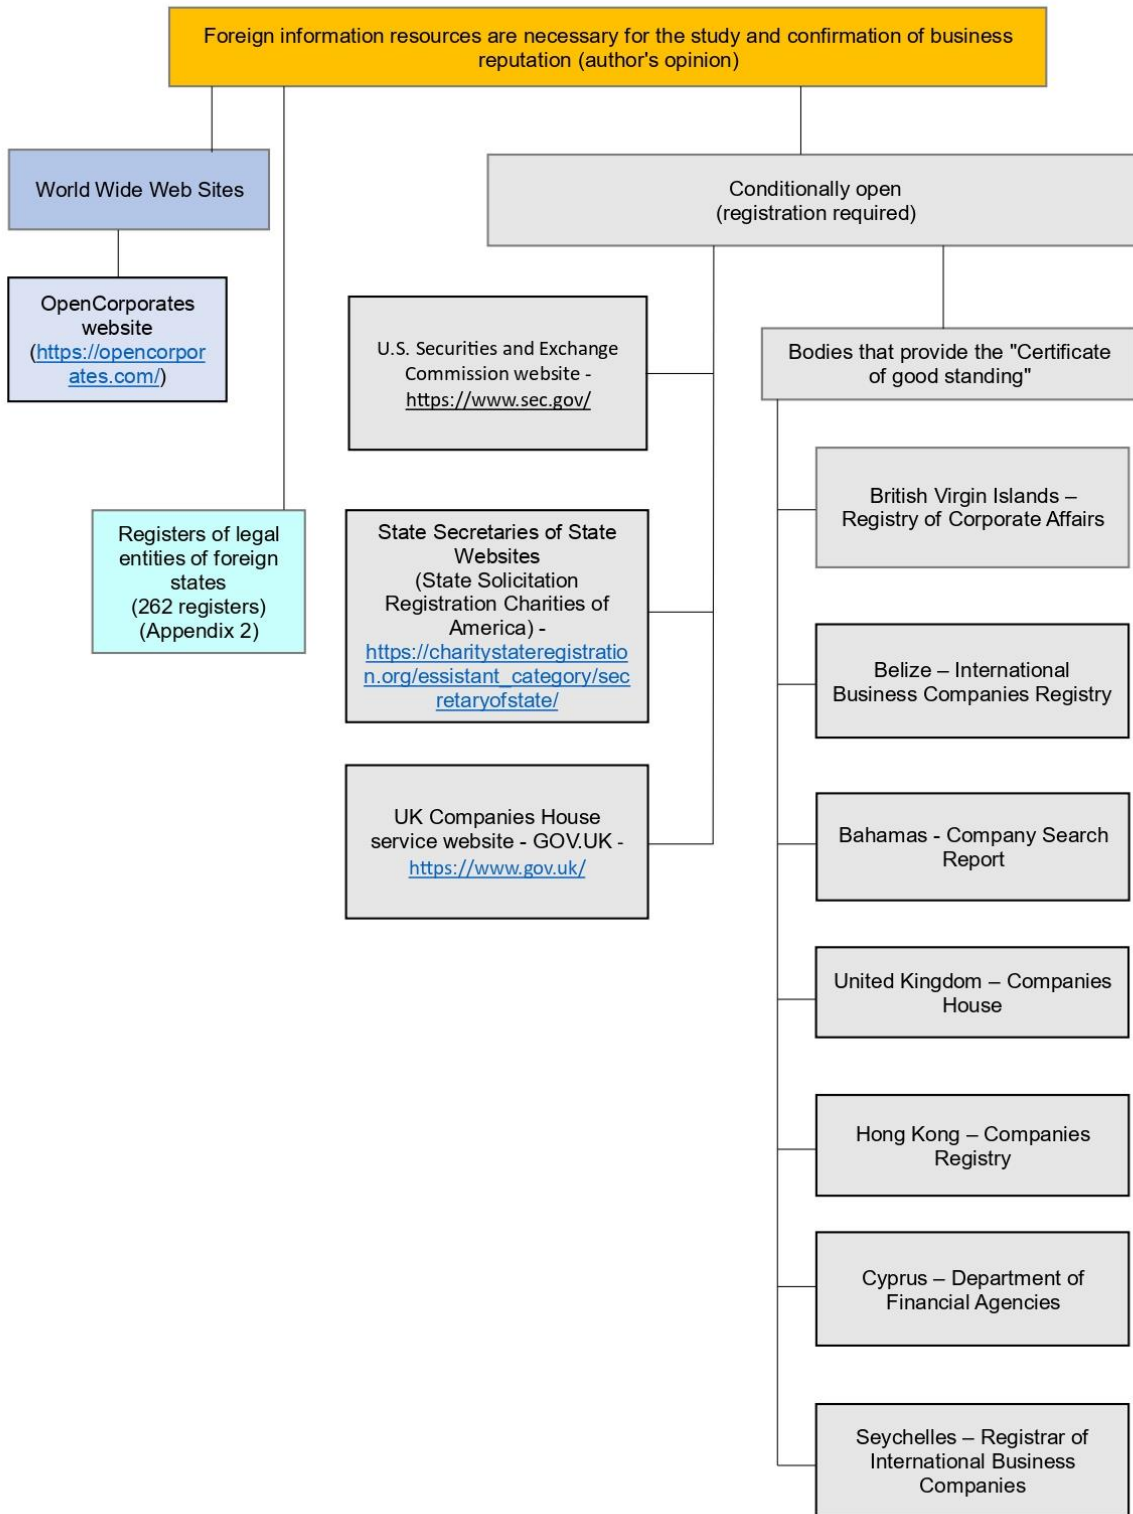 Foreign information resources are necessary for the study and confirmation of business
reputation (author's opinion)
World Wide Web Sites
Conditionally open
(registration required)
OpenCorporates
website
(https://opencorpor
ates.com/)
U.S. Securities and Exchange
Commission website -
https://www.sec.gov/
Bodies that provide the "Certificate
of good standing"
Registers of legal
entities of foreign
states
(262 registers)
(Appendix 2)
State Secretaries of State
Websites
(State Solicitation
Registration Charities of
America) -
https://charitystateregistratio
n.org/essistant_category/sec
retaryofstate/
UK Companies House
service website - GOV.UK -
https://www.gov.uk/
British Virgin Islands –
Registry of Corporate Affairs
Belize – International
Business Companies Registry
Bahamas - Company Search
Report
United Kingdom – Companies
House
Hong Kong – Companies
Registry
Cyprus – Department of
Financial Agencies
Seychelles – Registrar of
International Business
Companies